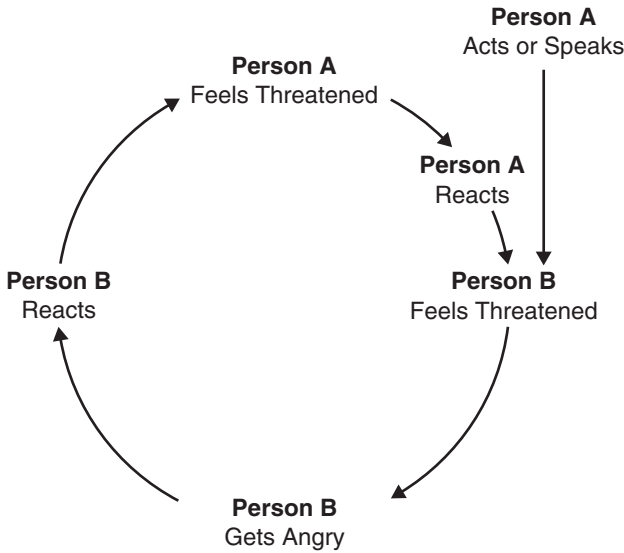 Person A
Acts or Speaks
Person A
Feels Threatened
Person A
Reacts
Person B
Feels Threatened
Person B
Gets Angry
Person B
Reacts